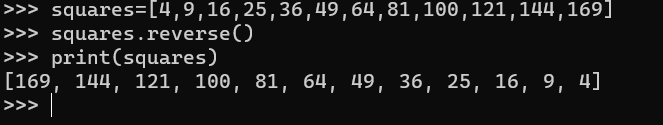 >>> squares=[4,9,16,25,36,49,64,81,100,121,144,169]
>>> squares.reverse()
>>> print(squares)
[169, 144, 121, 100, 81, 64, 49, 36, 25, 16, 9, 4]
>>>